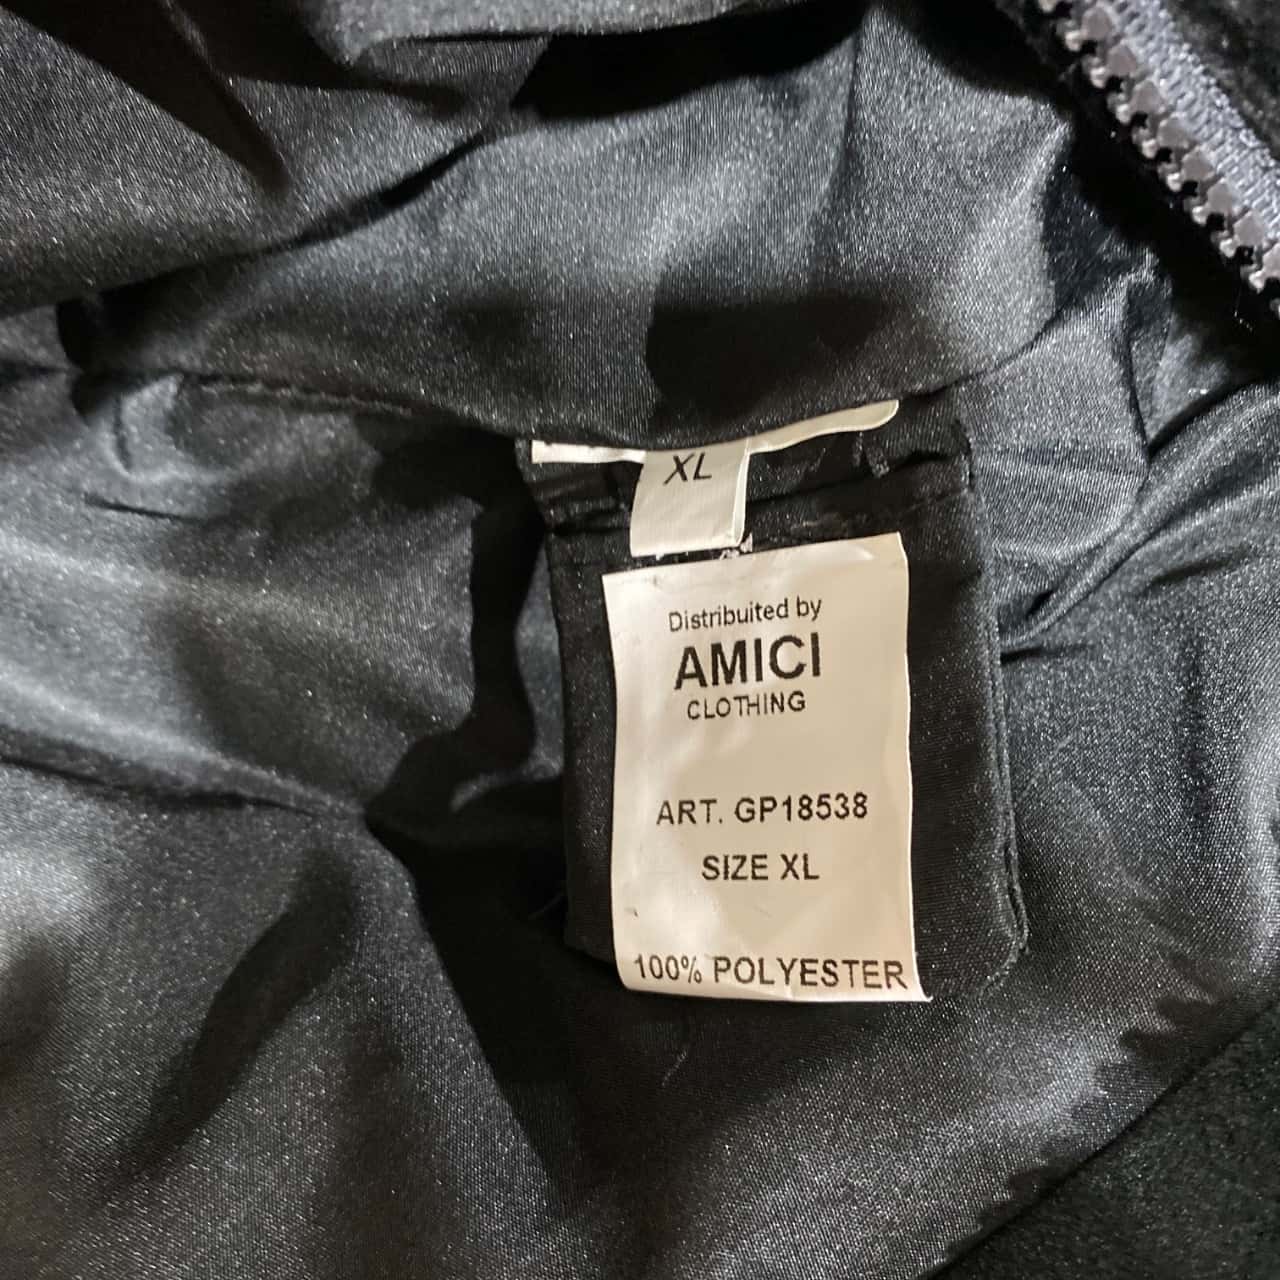 XL
Distribuited by
AMICI
CLOTHING
ART. GP18538
SIZE XL
100% POLYESTER